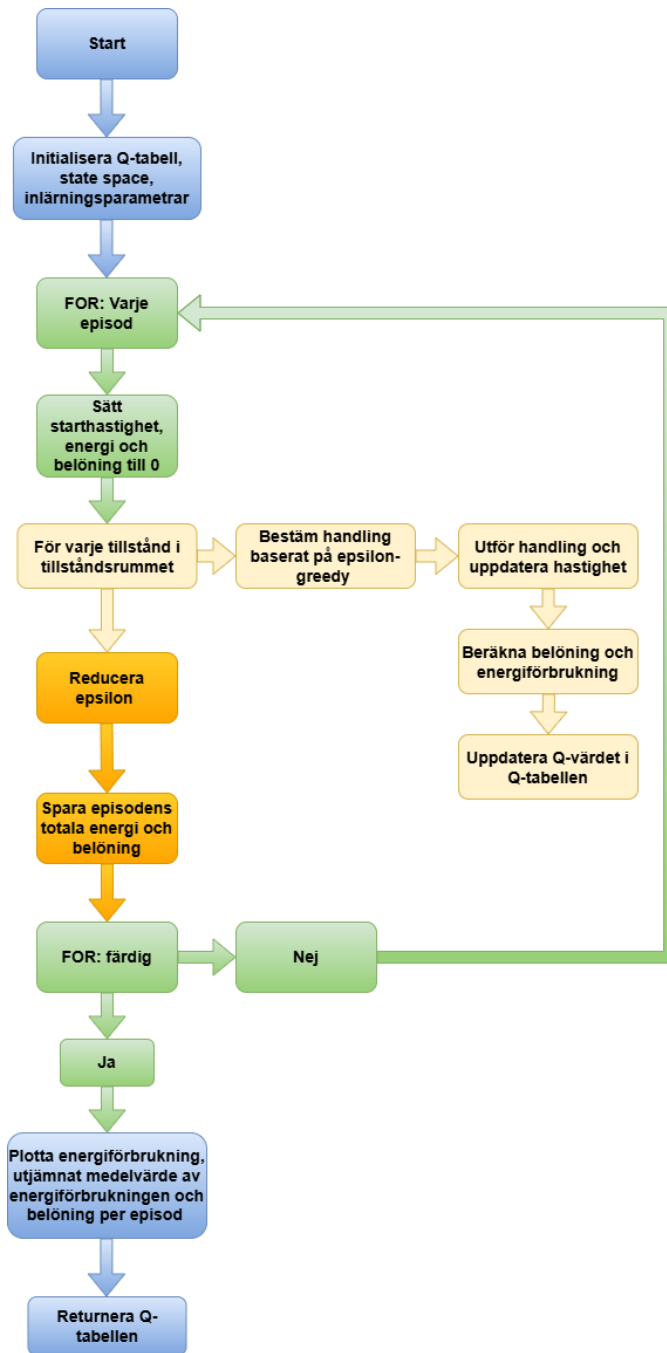 Start
Initialisera Q-tabell,
state space,
inlärningsparametrar
FOR: Varje
episod
Sätt
starthastighet,
energi och
belöning till 0
För varje tillstånd i
tillståndsrummet
Bestäm handling
baserat på epsilon-
greedy
Utför handling och
uppdatera hastighet
Beräkna belöning och
energiförbrukning
Uppdatera Q-värdet i
Q-tabellen
Reducera
epsilon
Spara episodens
totala energi och
belöning
FOR: färdig
Nej
Ja
Plotta energiförbrukning,
utjämnat medelvärde av
energiförbrukningen och
belöning per episod
Returnera Q-
tabellen